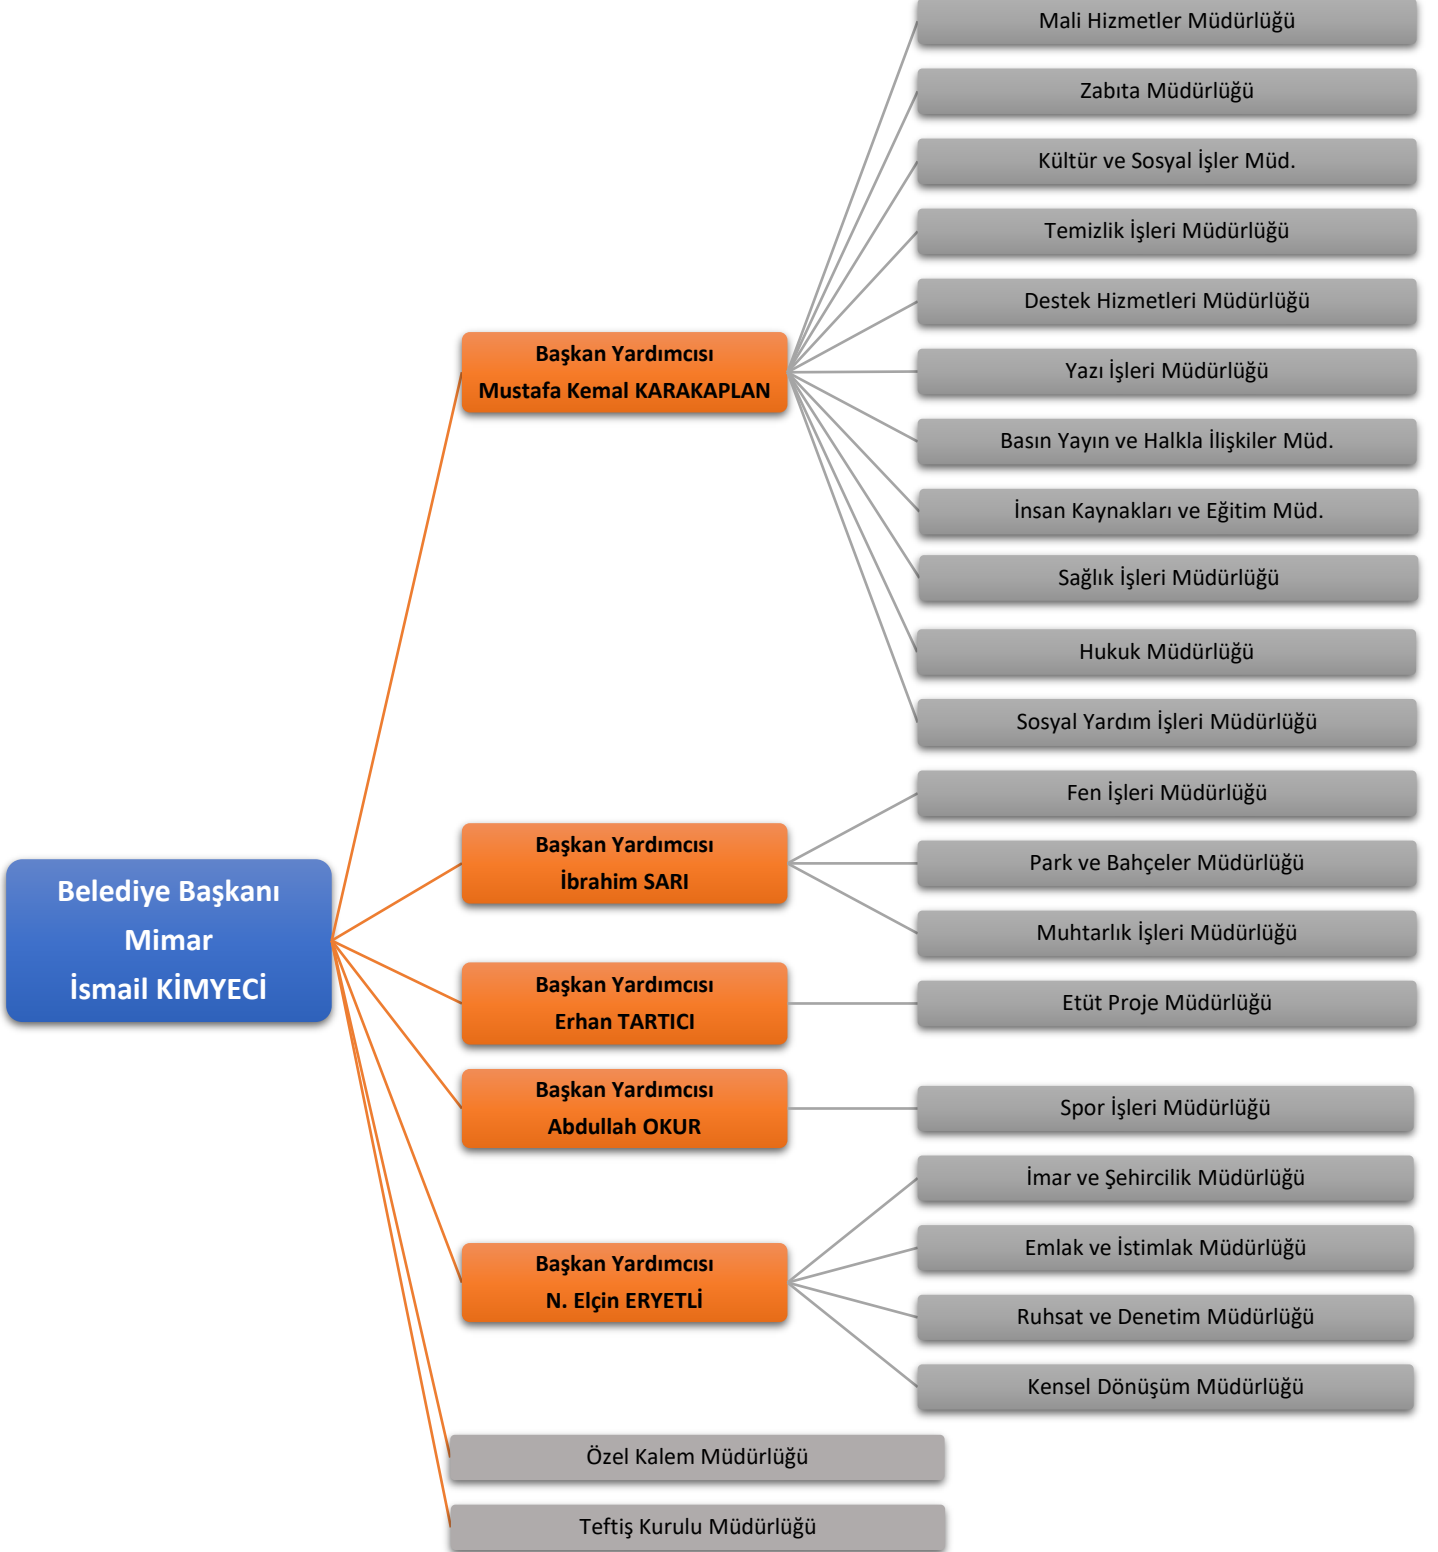 Mali Hizmetler Müdürlüğü
Zabıta Müdürlüğü
Kültür ve Sosyal İşler Müd.
Temizlik İşleri Müdürlüğü
Destek Hizmetleri Müdürlüğü
Başkan Yardımcısı
Mustafa Kemal KARAKAPLAN
Yazı İşleri Müdürlüğü
Basın Yayın ve Halkla İlişkiler Müd.
İnsan Kaynakları ve Eğitim Müd.
Sağlık İşleri Müdürlüğü
Hukuk Müdürlüğü
Sosyal Yardım İşleri Müdürlüğü
Belediye Başkanı
Mimar
İsmail KİMYECİ
Başkan Yardımcısı
İbrahim SARI
Fen İşleri Müdürlüğü
Park ve Bahçeler Müdürlüğü
Muhtarlık İşleri Müdürlüğü
Başkan Yardımcısı
Erhan TARTICI
Etüt Proje Müdürlüğü
Başkan Yardımcısı
Abdullah OKUR
Spor İşleri Müdürlüğü
Başkan Yardımcısı
N. Elçin ERYETLİ
İmar ve Şehircilik Müdürlüğü
Emlak ve İstimlak Müdürlüğü
Ruhsat ve Denetim Müdürlüğü
Kensel Dönüşüm Müdürlüğü
Özel Kalem Müdürlüğü
Teftiş Kurulu Müdürlüğü